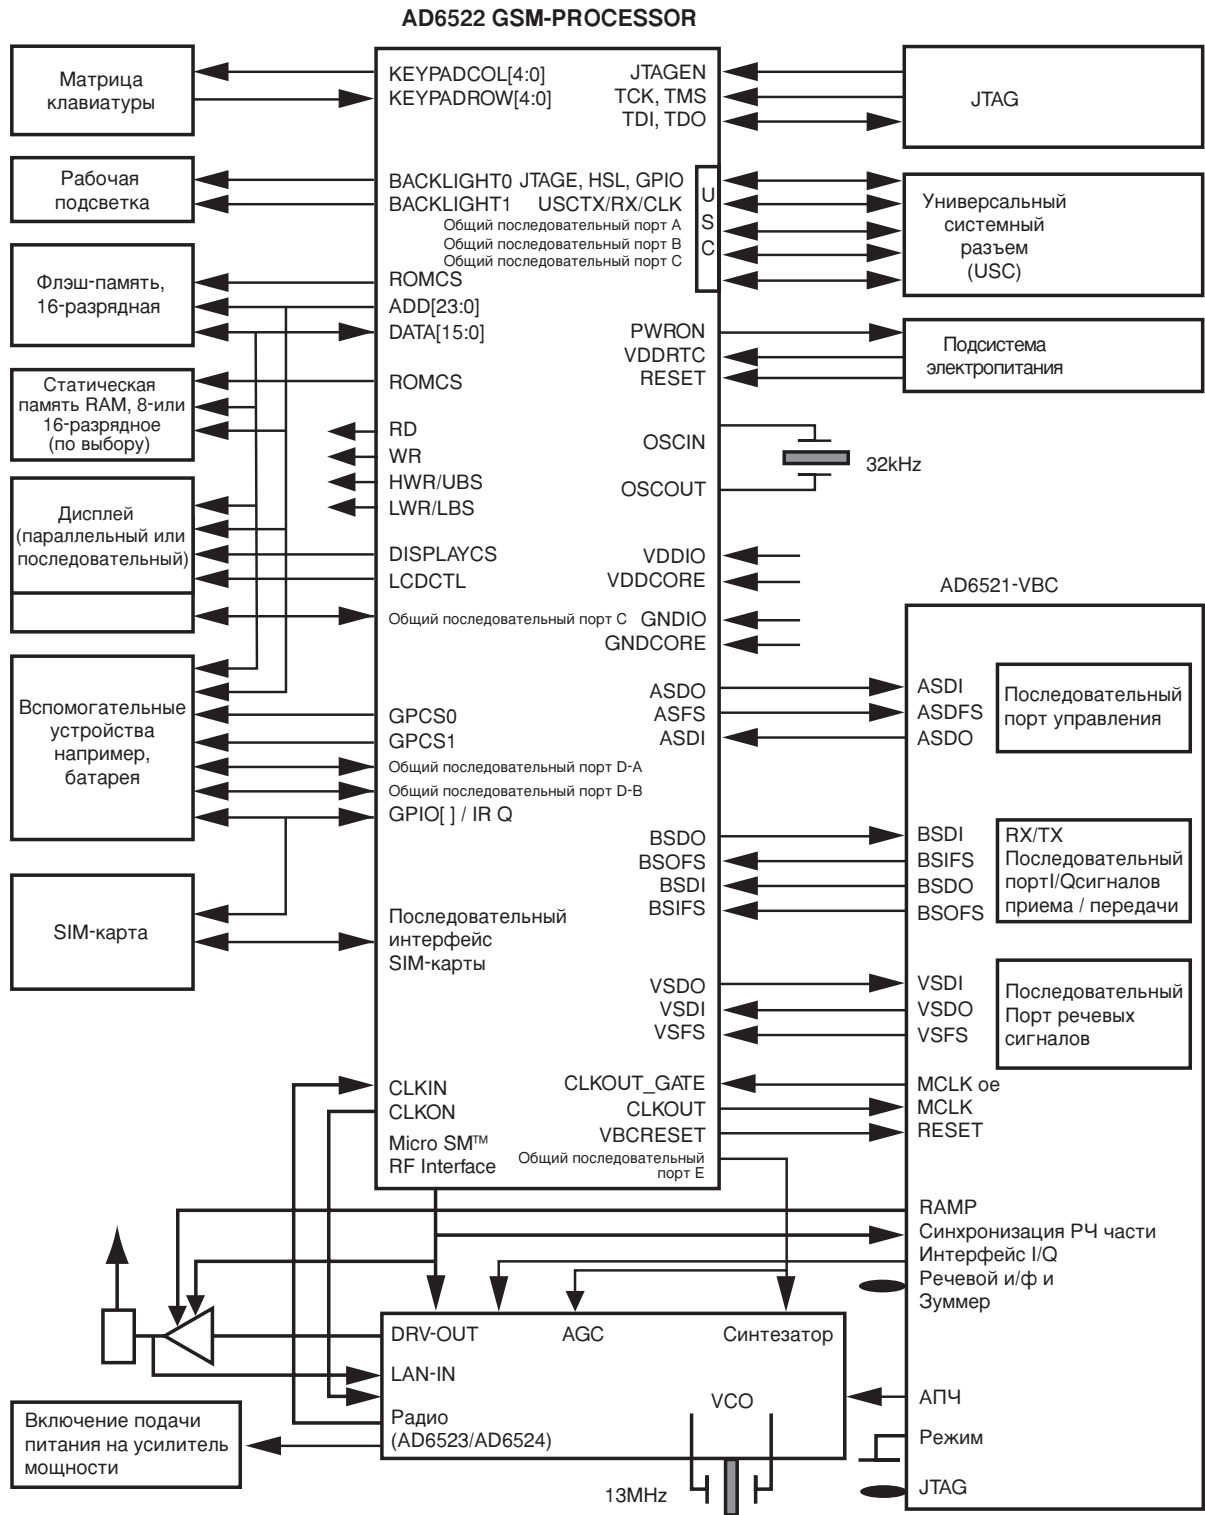 AD6522 GSM-PROCESSOR
Матрица
клавиатуры
Рабочая
подсветка
Флэш-память,
16-разрядная
Статическая
память RAM, 8-или
16-разрядное
(по выбору)
Дисплей
(параллельный или
последовательный)
Вспомогательные
устройства
например,
батарея
SIM-карта
KEYPADCOL[4:0]
KEYPADROW[4:0]
BACKLIGHT0
BACKLIGHT1
ROMCS
ADD[23:0]
DATA[15:0]
ROMCS
RD
WR
HWR/UBS
LWR/LBS
DISPLAYCS
LCDCTL
Общий последовательный порт C
GPCS0
GPCS1
Общий последовательный порт D-A
Общий последовательный порт D-B
GPIO[ ] / IR Q
Последовательный
интерфейс
SIM-карты
CLKIN
CLKON
Micro SM™
RF Interface
JTAGEN
TCK, TMS
TDI, TDO
JTAGE, HSL, GPIO
USCTX/RX/CLK
Общий последовательный порт A
Общий последовательный порт B
Общий последовательный порт C
U
S
C
PWRON
VDDRTC
RESET
OSCIN
OSCOUT
VDDIO
VDDCORE
GNDIO
GNDCORE
ASDO
ASFS
ASDI
BSDO
BSOFS
BSDI
BSIFS
VSDO
VSDI
VSFS
CLKOUT_GATE
CLKOUT
VBCRESET
Общий последовательный
порт E
JTAG
Универсальный
системный
разъем
(USC)
Подсистема
электропитания
32kHz
AD6521-VBC
ASDI
ASDFS
ASDO
Последовательный
порт управления
BSDI
BSIFS
BSDO
BSOFS
RX/TX
Последовательный
портI/Qсигналов
приема / передачи
VSDI
VSDO
VSFS
Последовательный
Порт речевых
сигналов
MCLK oe
MCLK
RESET
RAMP
Синхронизация РЧ части
Интерфейс I/Q
Речевой и/ф и
Зуммер
АПЧ
Режим
JTAG
DRV-OUT
AGC
Синтезатор
LAN-IN
VCO
Радио
(AD6523/AD6524)
13MHz
Включение подачи
питания на усилитель
мощности